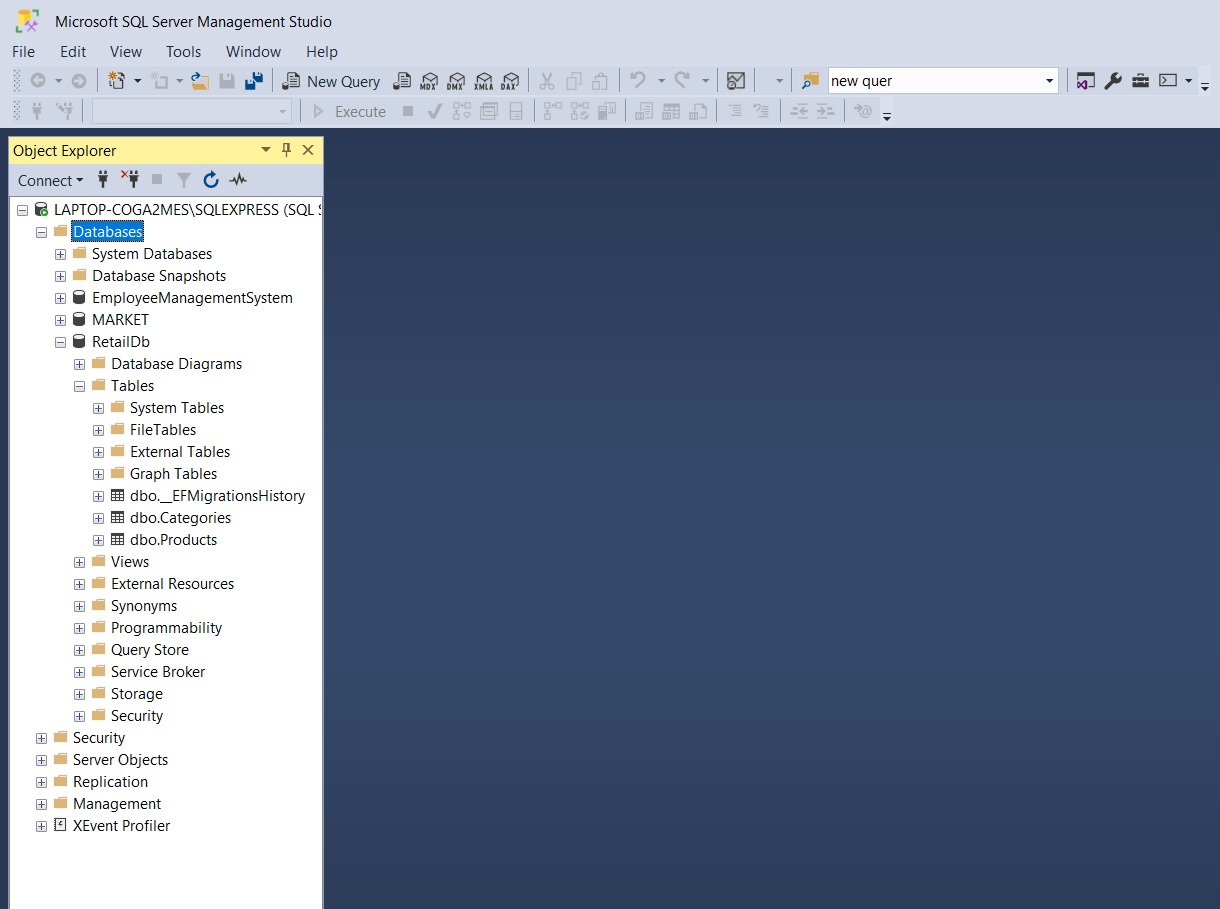 Microsoft SQL Server Management Studio
File Edit View Tools Window Help
New Query MDX DMX XMLA DAX new quer
Execute
Object Explorer
Connect
LAPTOP-COGA2MES\SQLEXPRESS (SQL S
Databases
System Databases
Database Snapshots
EmployeeManagementSystem
MARKET
RetailDb
Database Diagrams
Tables
System Tables
FileTables
External Tables
Graph Tables
dbo.__EFMigrationsHistory
dbo.Categories
dbo.Products
Views
External Resources
Synonyms
Programmability
Query Store
Service Broker
Storage
Security
Security
Server Objects
Replication
Management
XEvent Profiler